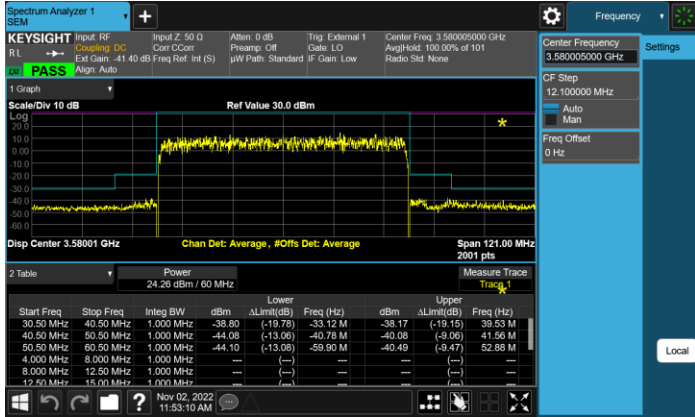 Spectrum Analyzer 1
SEM
+
Frequency
KEYSIGHT Input: RF Input Z: 50 Ω Atten: 0 dB Trig: External 1 Center Freq: 3.580005000 GHz
RL Coupling: DC Corr CCorr Preamp: Off Gate: LO Avg|Hold: 100.00% of 101
Ext Gain: -41.40 dB Freq Ref: Int (S) µW Path: Standard IF Gain: Low Radio Std: None
PASS Align: Auto
Center Frequency
3.580005000 GHz
Settings
CF Step
12.100000 MHz
Auto
Man
Freq Offset
0 Hz
Local
1 Graph
Scale/Div 10 dB Ref Value 30.0 dBm
Log
20.0
10.0
0.00
-10.0
-20.0
-30.0
-40.0
-50.0
-60.0
Disp Center 3.58001 GHz Chan Det: Average, #Offs Det: Average Span 121.00 MHz
2001 pts
2 Table Power Measure Trace
24.26 dBm / 60 MHz Trace 1
Lower Upper
Start Freq Stop Freq Integ BW dBm ΔLimit(dB) Freq (Hz) dBm ΔLimit(dB) Freq (Hz)
30.50 MHz 40.50 MHz 1.000 MHz -38.80 (-19.78) -33.12 M -38.17 (-19.15) 39.53 M
40.50 MHz 50.50 MHz 1.000 MHz -44.08 (-13.06) -40.78 M -40.08 (-9.06) 41.56 M
50.50 MHz 60.50 MHz 1.000 MHz -44.10 (-13.08) -59.90 M -40.49 (-9.47) 52.88 M
4.000 MHz 8.000 MHz 1.000 MHz --- (---) --- (---) ---
8.000 MHz 12.50 MHz 1.000 MHz --- (---) --- (---) ---
12.50 MHz 15.00 MHz 1.000 MHz --- (---) --- (---) ---
? Nov 02, 2022
11:53:10 AM